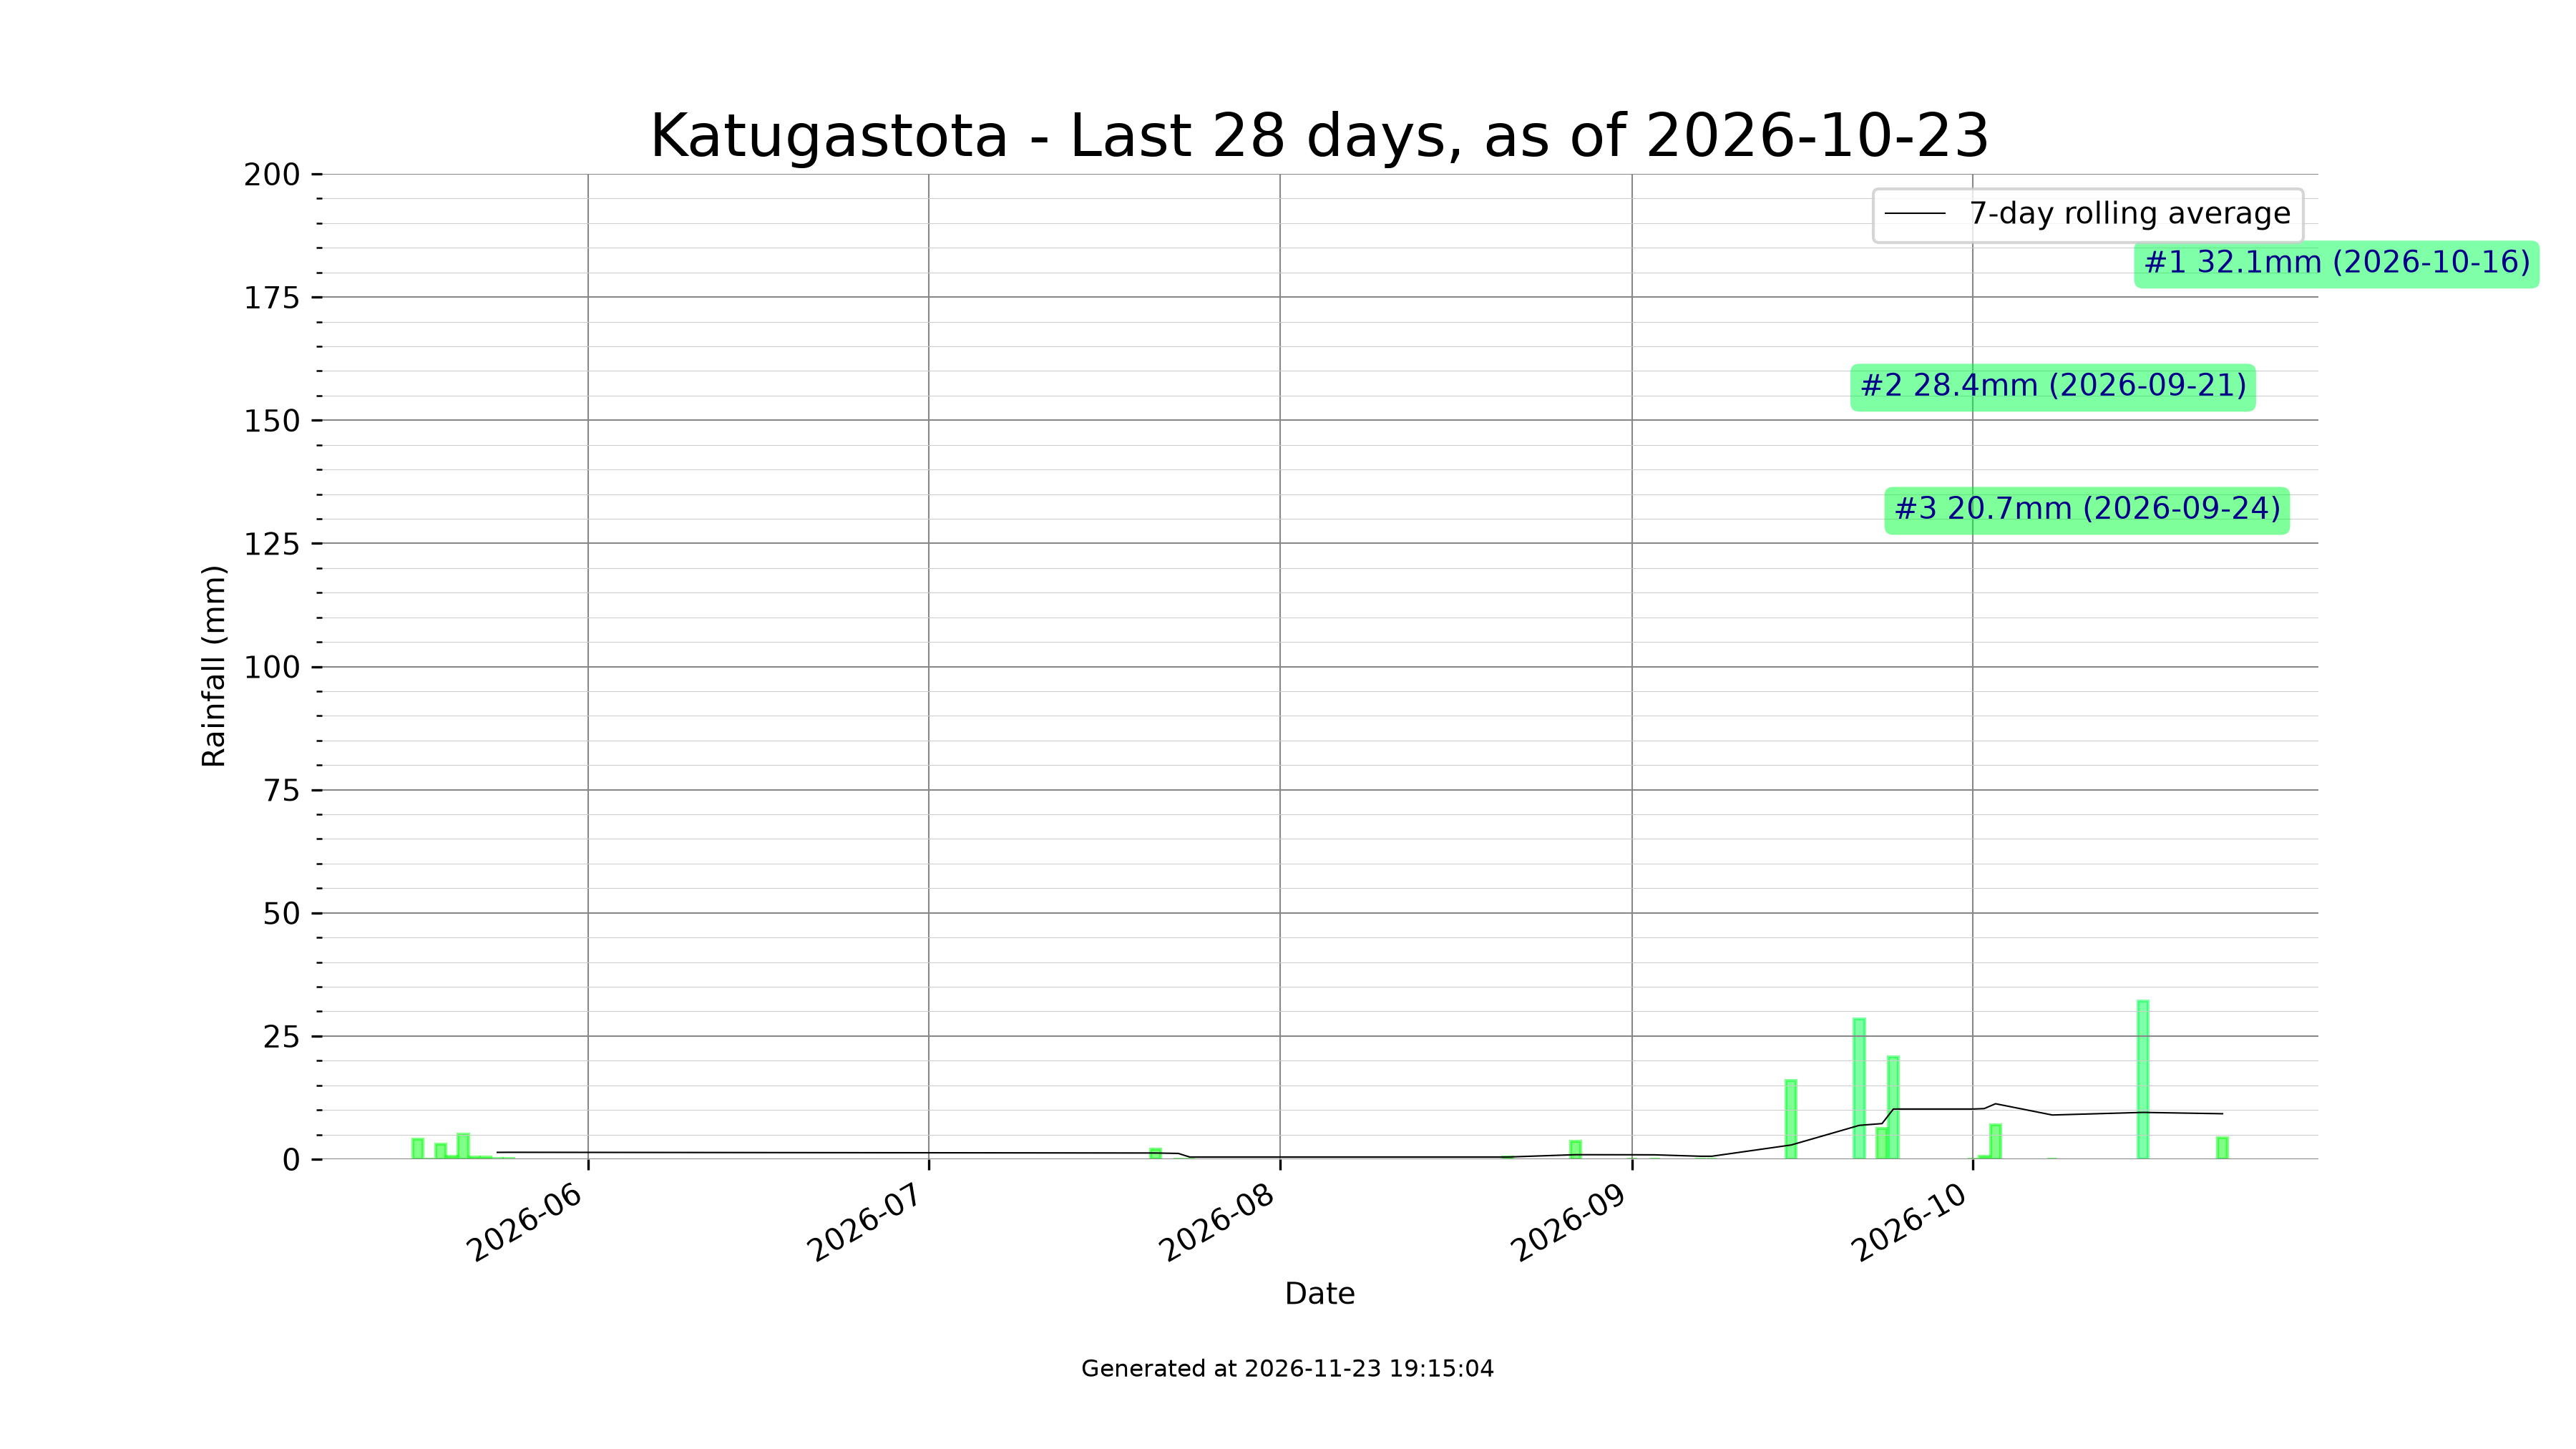 Katugastota - Last 28 days, as of 2026-10-23
200
175
150
125
100
75
50
25
0
Rainfall (mm)
7-day rolling average
#1 32.1mm (2026-10-16)
#2 28.4mm (2026-09-21)
#3 20.7mm (2026-09-24)
2026-06
2026-07
2026-08
2026-09
2026-10
Date
Generated at 2026-11-23 19:15:04